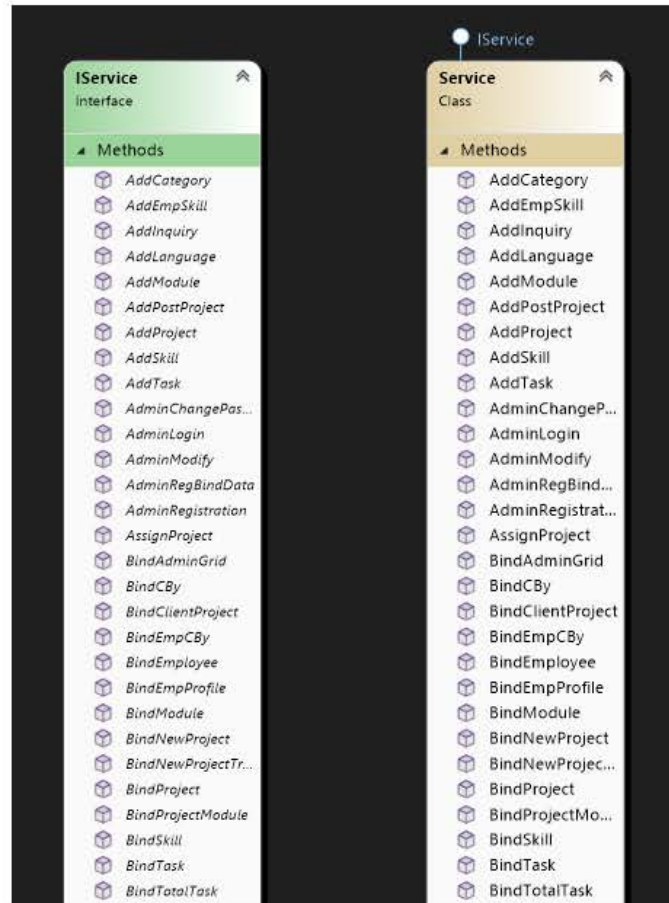 IService
IService
Interface
Methods
AddCategory
AddEmpSkill
AddInquiry
AddLanguage
AddModule
AddPostProject
AddProject
AddSkill
AddTask
AdminChangePas...
AdminLogin
AdminModify
AdminRegBindData
AdminRegistration
AssignProject
BindAdminGrid
BindCBy
BindClientProject
BindEmpCBy
BindEmployee
BindEmpProfile
BindModule
BindNewProject
BindNewProjectTr...
BindProject
BindProjectModule
BindSkill
BindTask
BindTotalTask
Service
Class
Methods
AddCategory
AddEmpSkill
AddInquiry
AddLanguage
AddModule
AddPostProject
AddProject
AddSkill
AddTask
AdminChangeP...
AdminLogin
AdminModify
AdminRegBind...
AdminRegistrat...
AssignProject
BindAdminGrid
BindCBy
BindClientProject
BindEmpCBy
BindEmployee
BindEmpProfile
BindModule
BindNewProject
BindNewProjec...
BindProject
BindProjectMo...
BindSkill
BindTask
BindTotalTask